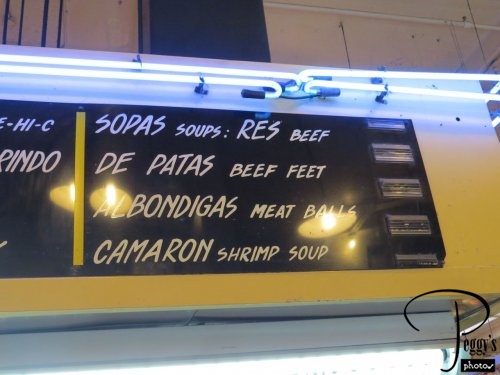 E-HI-C
RINDO
SOPAS SOUPS: RES BEEF
DE PATAS BEEF FEET
ALBONDIGAS MEAT BALLS
CAMARON SHRIMP SOUP
Peggy's
photos